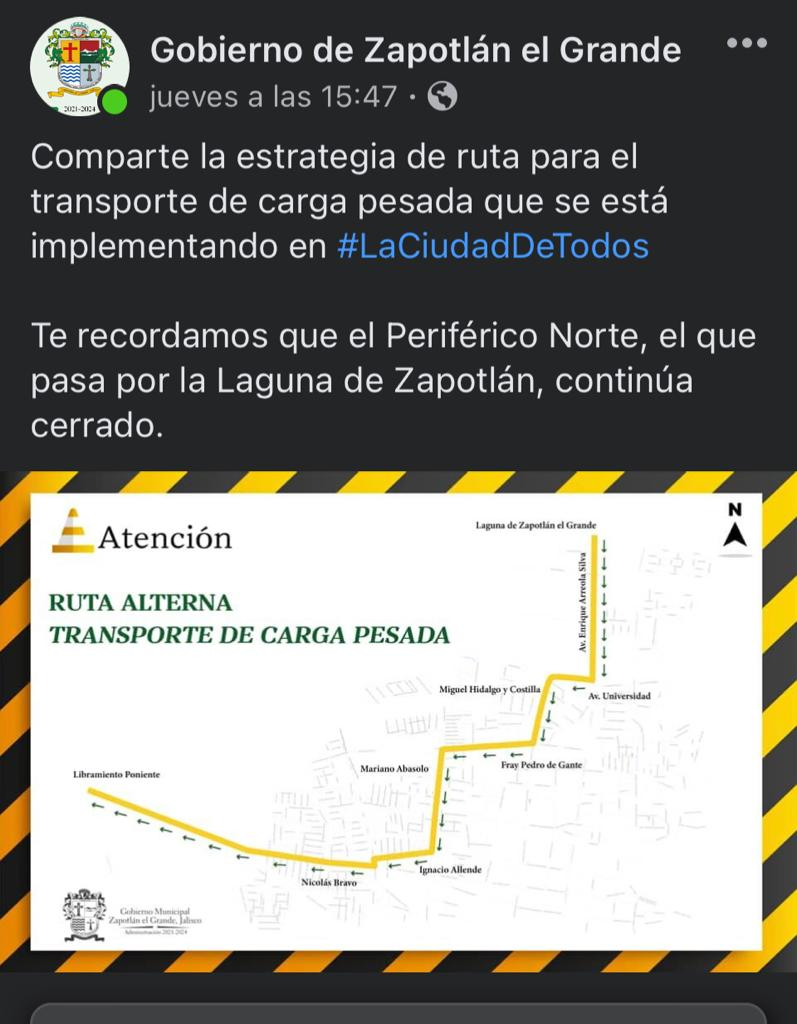 Gobierno de Zapotlán el Grande
jueves a las 15:47 ·
Comparte la estrategia de ruta para el
transporte de carga pesada que se está
implementando en #LaCiudadDeTodos
Te recordamos que el Periférico Norte, el que
pasa por la Laguna de Zapotlán, continúa
cerrado.
Atención
N
Laguna de Zapotlán el Grande
Av. Enrique Arreola Silva
RUTA ALTERNA
TRANSPORTE DE CARGA PESADA
Miguel Hidalgo y Costilla
Av. Universidad
Mariano Abasolo
Fray Pedro de Gante
Libramiento Poniente
Ignacio Allende
Nicolás Bravo
Gobierno Municipal
Zapotlán el Grande, Jalisco
Administración 2021-2024
2021-2024